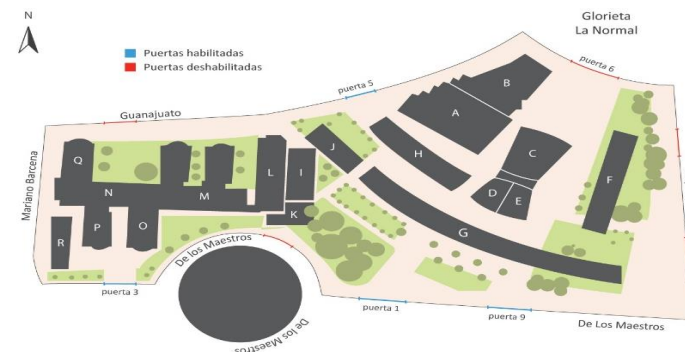 N
Glorieta
La Normal
Puertas habilitadas
Puertas deshabilitadas
puerta 6
puerta 5
Guanajuato
B
A
Mariano Barcena
Q
J
H
C
L
I
F
N
M
D
E
K
P
O
G
R
De los Maestros
puerta 3
De los Maestros
puerta 1
puerta 9
De Los Maestros